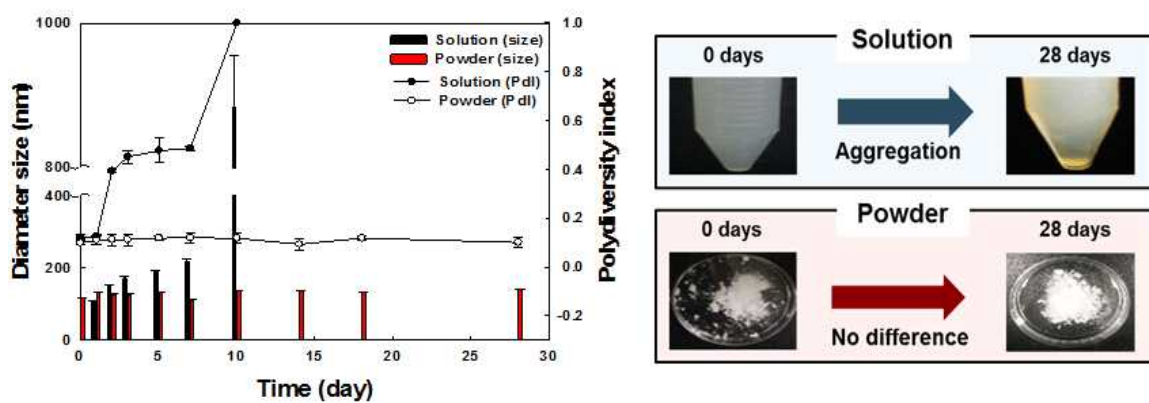 1000
800
400
200
0
Diameter size (nm)
Solution (size)
Powder (size)
Solution (PdI)
Powder (PdI)
1.0
0.8
0.6
0.4
0.2
0.0
-0.2
Polydiversity index
0 5 10 15 20 25 30
Time (day)
Solution
0 days 28 days
Aggregation
Powder
0 days 28 days
No difference